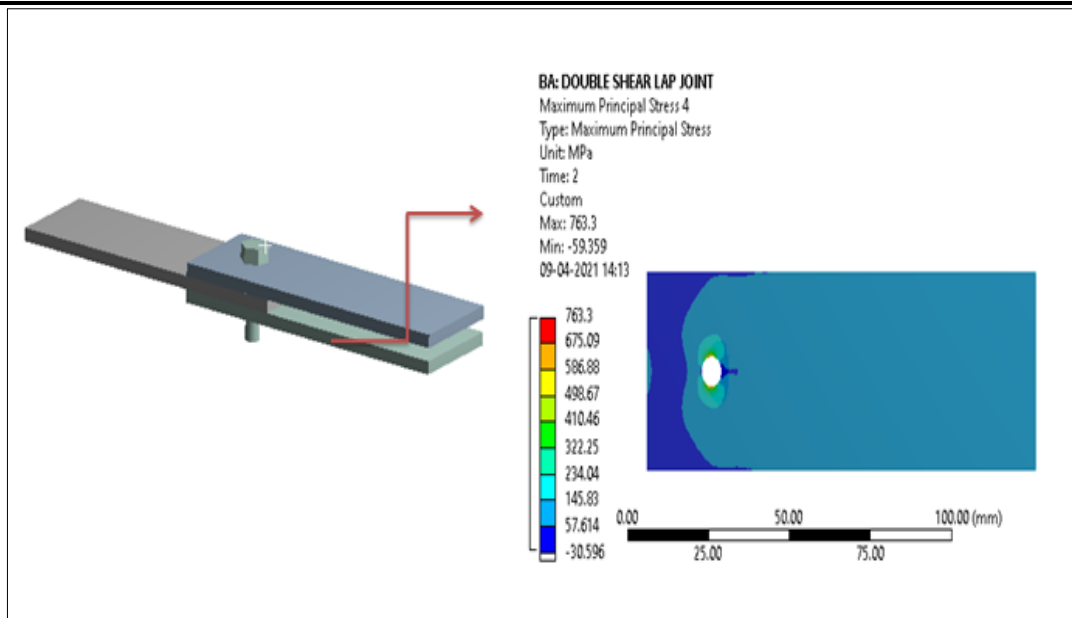 BA: DOUBLE SHEAR LAP JOINT
Maximum Principal Stress 4
Type: Maximum Principal Stress
Unit: MPa
Time: 2
Custom
Max: 763.3
Min: -59.359
09-04-2021 14:13
763.3
675.09
586.88
498.67
410.46
322.25
234.04
145.83
57.614
-30.596
0.00 50.00 100.00 (mm)
25.00 75.00